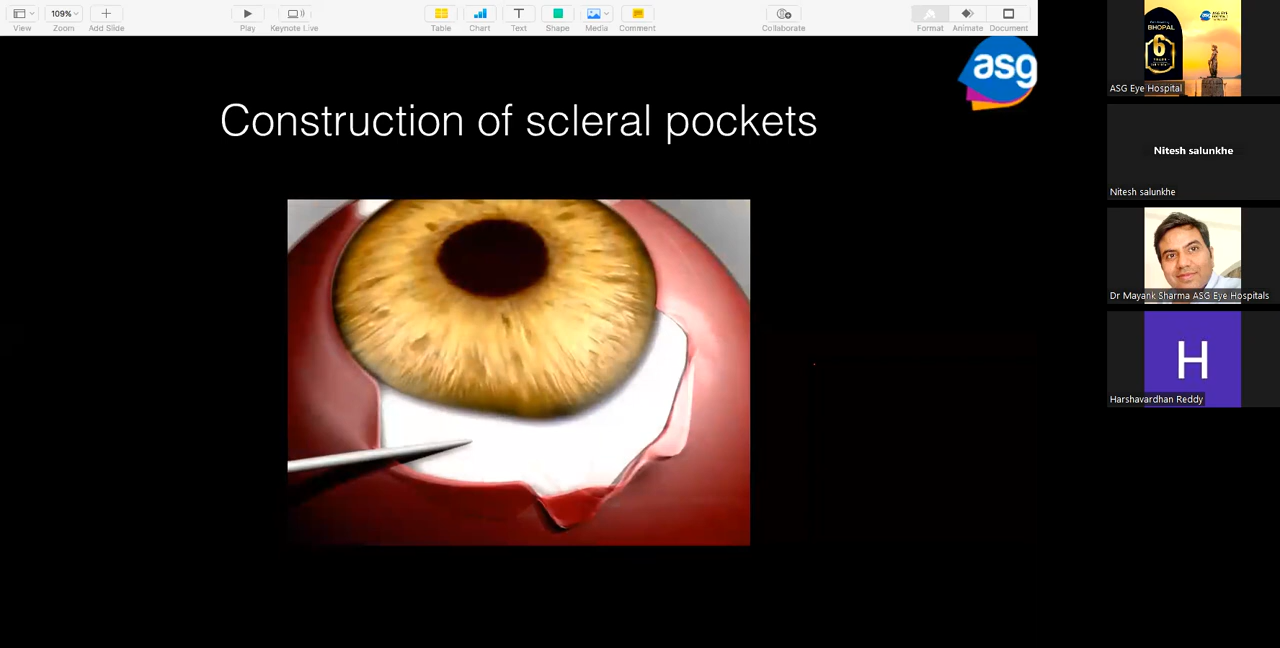 109%
View
Zoom
Add Slide
Play
Keynote Live
Table
Chart
Text
Shape
Media
Comment
Collaborate
Format
Animate
Document
asg
Construction of scleral pockets
BHOPAL
6
YEARS
ASG Eye Hospital
Nitesh salunkhe
Nitesh salunkhe
Dr Mayank Sharma ASG Eye Hospitals
H
Harshavardhan Reddy